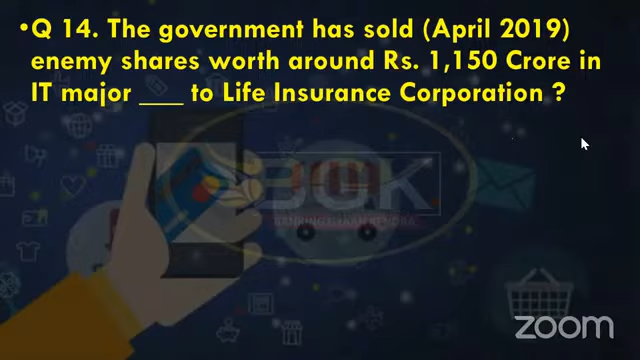 •Q 14. The government has sold (April 2019)
enemy shares worth around Rs. 1,150 Crore in
IT major ___ to Life Insurance Corporation ?
BGK
zoom